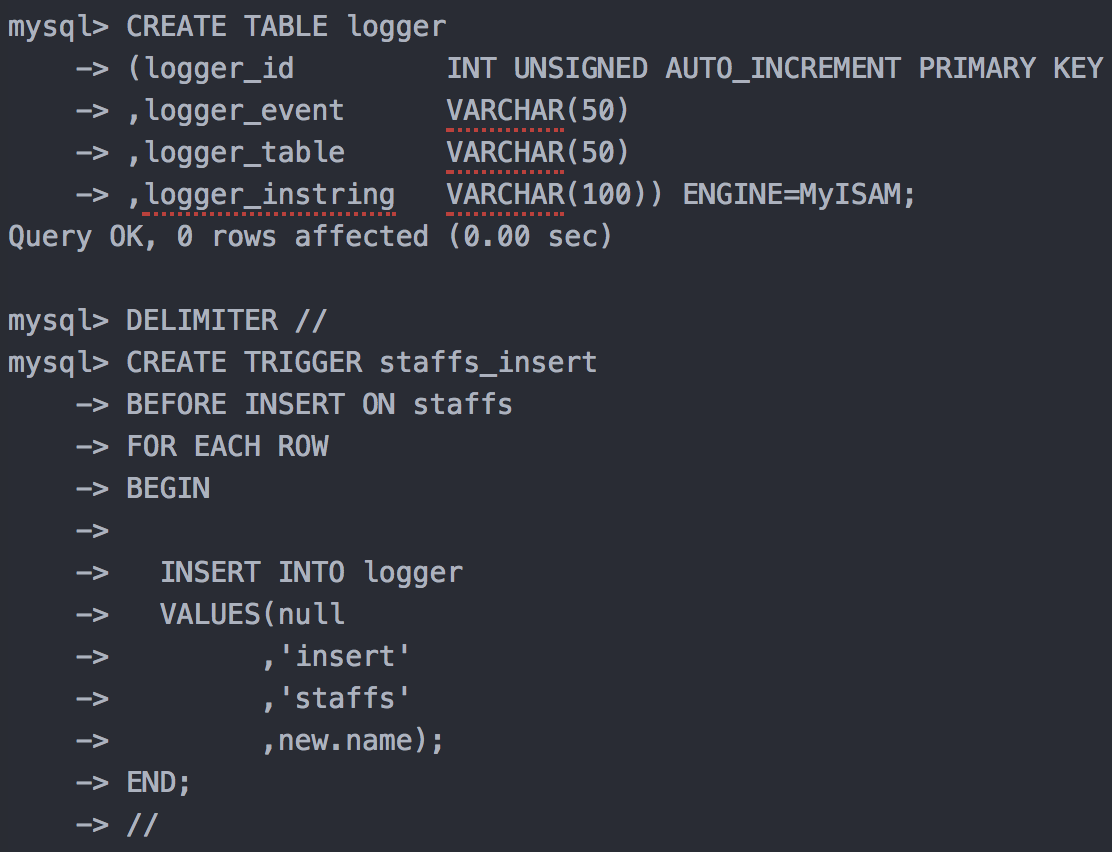 mysql> CREATE TABLE logger
    -> (logger_id         INT UNSIGNED AUTO_INCREMENT PRIMARY KEY
    -> ,logger_event      VARCHAR(50)
    -> ,logger_table      VARCHAR(50)
    -> ,logger_instring   VARCHAR(100)) ENGINE=MyISAM;
Query OK, 0 rows affected (0.00 sec)

mysql> DELIMITER //
mysql> CREATE TRIGGER staffs_insert
    -> BEFORE INSERT ON staffs
    -> FOR EACH ROW
    -> BEGIN
    ->
    ->   INSERT INTO logger
    ->   VALUES(null
    ->         ,'insert'
    ->         ,'staffs'
    ->         ,new.name);
    -> END;
    -> //